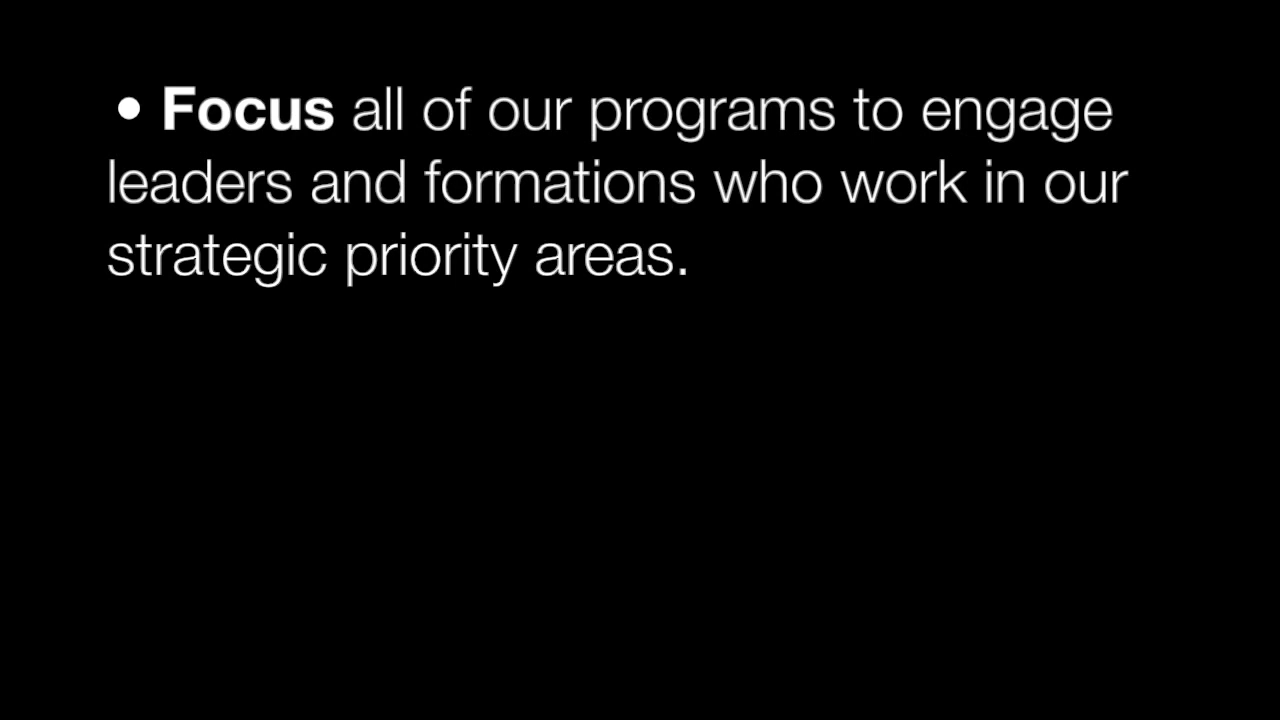 • Focus all of our programs to engage
leaders and formations who work in our
strategic priority areas.